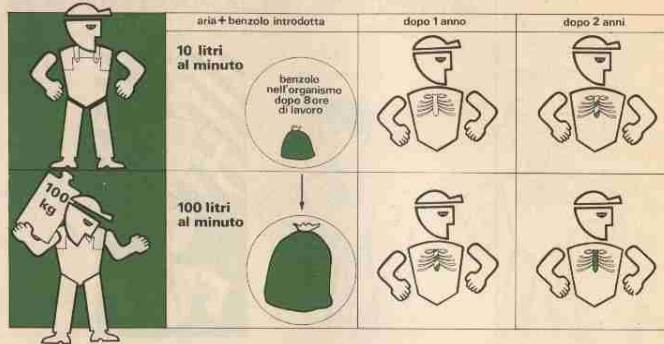 aria + benzolo introdotta
dopo 1 anno
dopo 2 anni
10 litri
al minuto
benzolo
nell'organismo
dopo 8 ore
di lavoro
100
kg
100 litri
al minuto